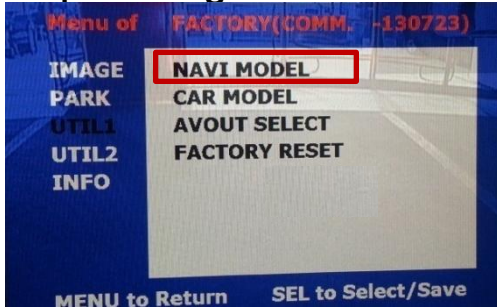 Menu of FACTORY(COMM. -130723)
IMAGE NAVI MODEL
PARK CAR MODEL
UTIL1 AVOUT SELECT
UTIL2 FACTORY RESET
INFO
MENU to Return SEL to Select/Save